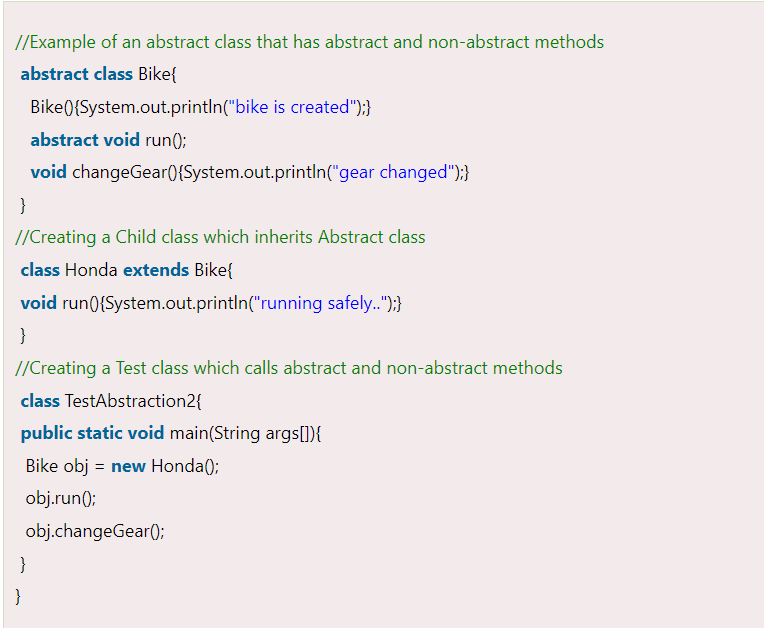 //Example of an abstract class that has abstract and non-abstract methods
abstract class Bike{
Bike(){System.out.println("bike is created");}
abstract void run();
void changeGear(){System.out.println("gear changed");}
}
//Creating a Child class which inherits Abstract class
class Honda extends Bike{
void run(){System.out.println("running safely..");}
}
//Creating a Test class which calls abstract and non-abstract methods
class TestAbstraction2{
public static void main(String args[]){
Bike obj = new Honda();
obj.run();
obj.changeGear();
}
}